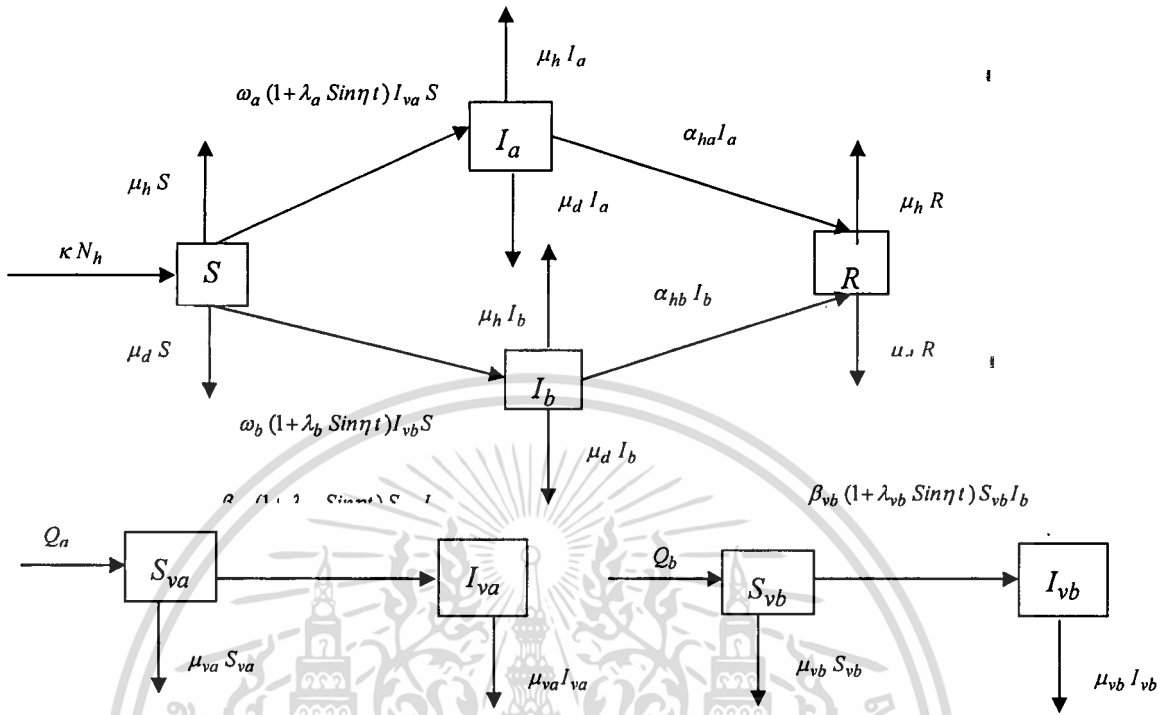 μ_h I_a
ω_a (1+ λ_a Sinη t) I_va S
I_a
α_ha I_a
μ_h S
μ_d I_a
μ_h R
κ N_h
S
R
μ_h I_b
α_hb I_b
μ_d S
R
I_b
ω_b (1+ λ_b Sinη t) I_vb S
μ_d I_b
β_vb (1+ λ_vb Sinη t) S_vb I_b
Q_a
S_va
I_va
Q_b
S_vb
I_vb
μ_va S_va
μ_va I_va
μ_vb S_vb
μ_vb I_vb